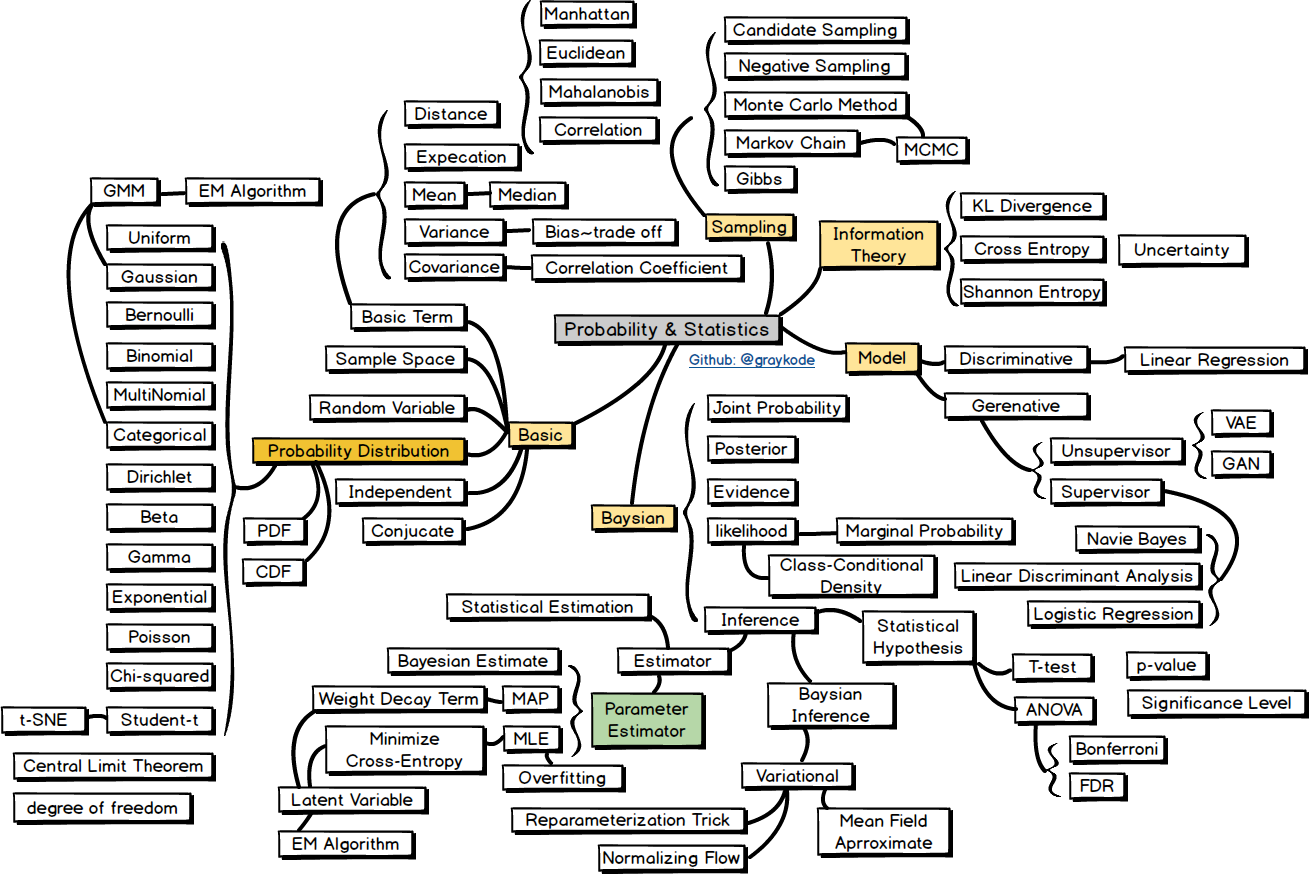 Manhattan
Euclidean
Mahalanobis
Correlation
Candidate Sampling
Negative Sampling
Monte Carlo Method
Markov Chain
MCMC
Gibbs
Distance
Expecation
Mean
Median
Variance
Bias~trade off
Covariance
Correlation Coefficient
Sampling
Information
Theory
KL Divergence
Cross Entropy
Uncertainty
Shannon Entropy
GMM
EM Algorithm
Uniform
Gaussian
Bernoulli
Binomial
MultiNomial
Categorical
Dirichlet
Beta
Gamma
Exponential
Poisson
Chi-squared
t-SNE
Student-t
Central Limit Theorem
degree of freedom
Basic Term
Sample Space
Random Variable
Probability Distribution
Basic
Independent
Conjucate
PDF
CDF
Probability & Statistics
Github: @graykode
Model
Discriminative
Linear Regression
Gerenative
Unsupervisor
VAE
GAN
Supervisor
Navie Bayes
Linear Discriminant Analysis
Logistic Regression
Baysian
Joint Probability
Posterior
Evidence
likelihood
Marginal Probability
Class-Conditional
Density
Inference
Statistical
Hypothesis
T-test
p-value
ANOVA
Significance Level
Bonferroni
FDR
Statistical Estimation
Estimator
Parameter
Estimator
Bayesian Estimate
Weight Decay Term
MAP
Minimize
Cross-Entropy
MLE
Overfitting
Latent Variable
EM Algorithm
Baysian
Inference
Variational
Reparameterization Trick
Mean Field
Aprroximate
Normalizing Flow